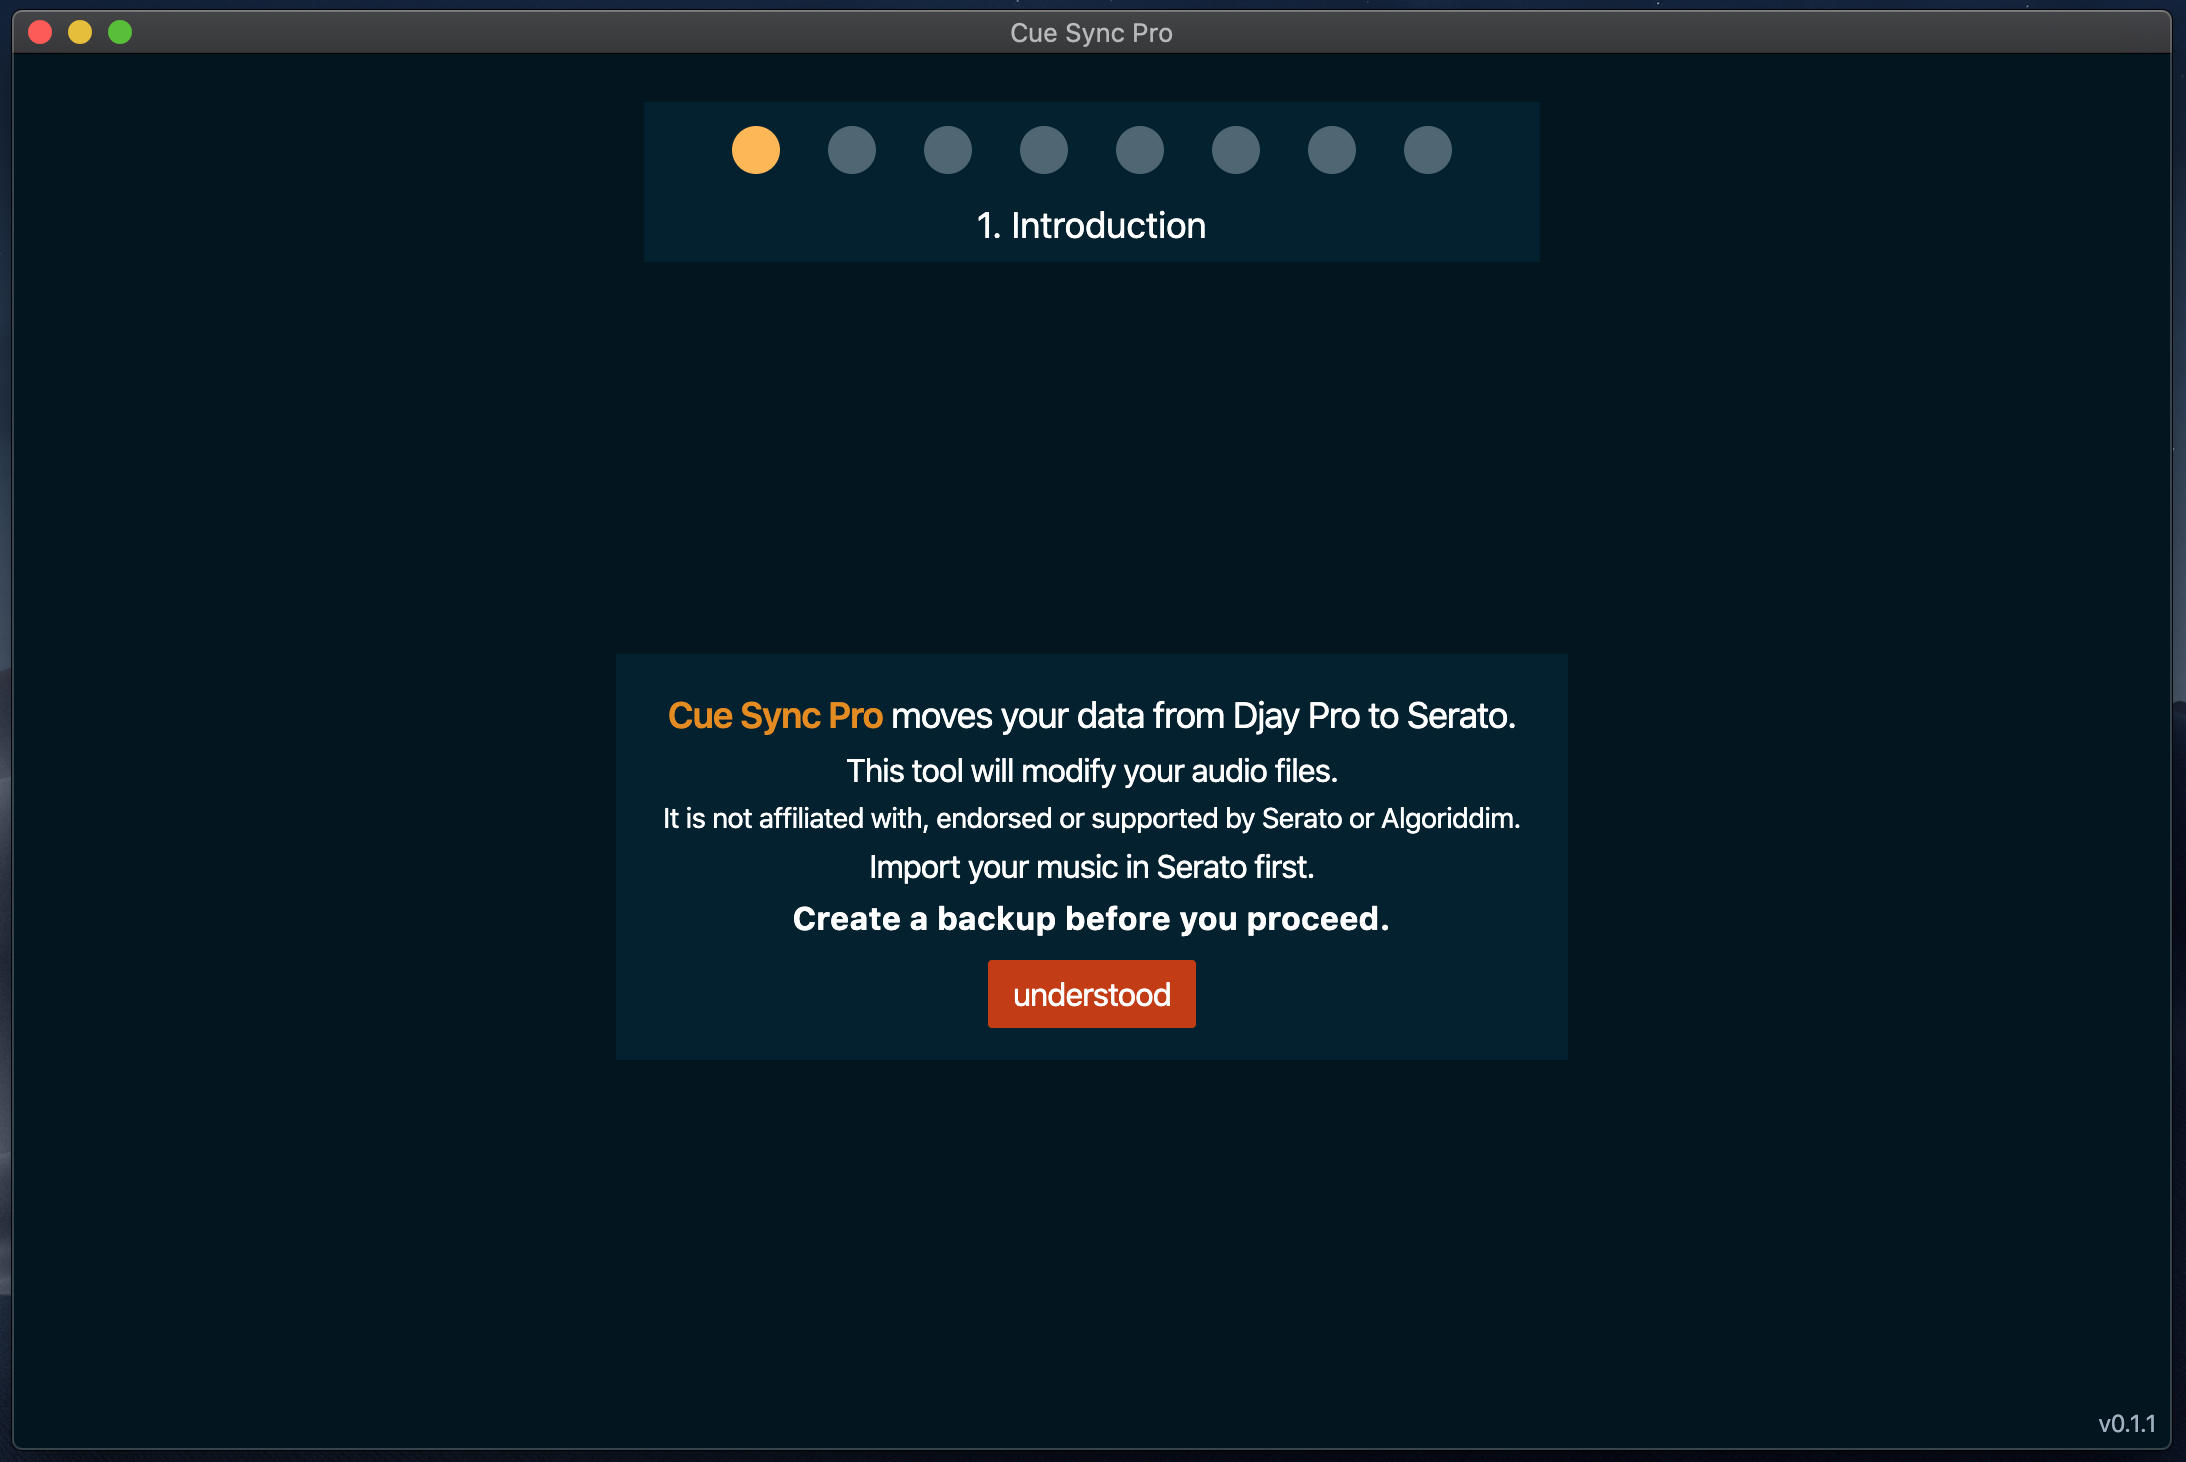 Cue Sync Pro
1. Introduction
Cue Sync Pro moves your data from Djay Pro to Serato.
This tool will modify your audio files.
It is not affiliated with, endorsed or supported by Serato or Algoriddim.
Import your music in Serato first.
Create a backup before you proceed.
understood
v0.1.1